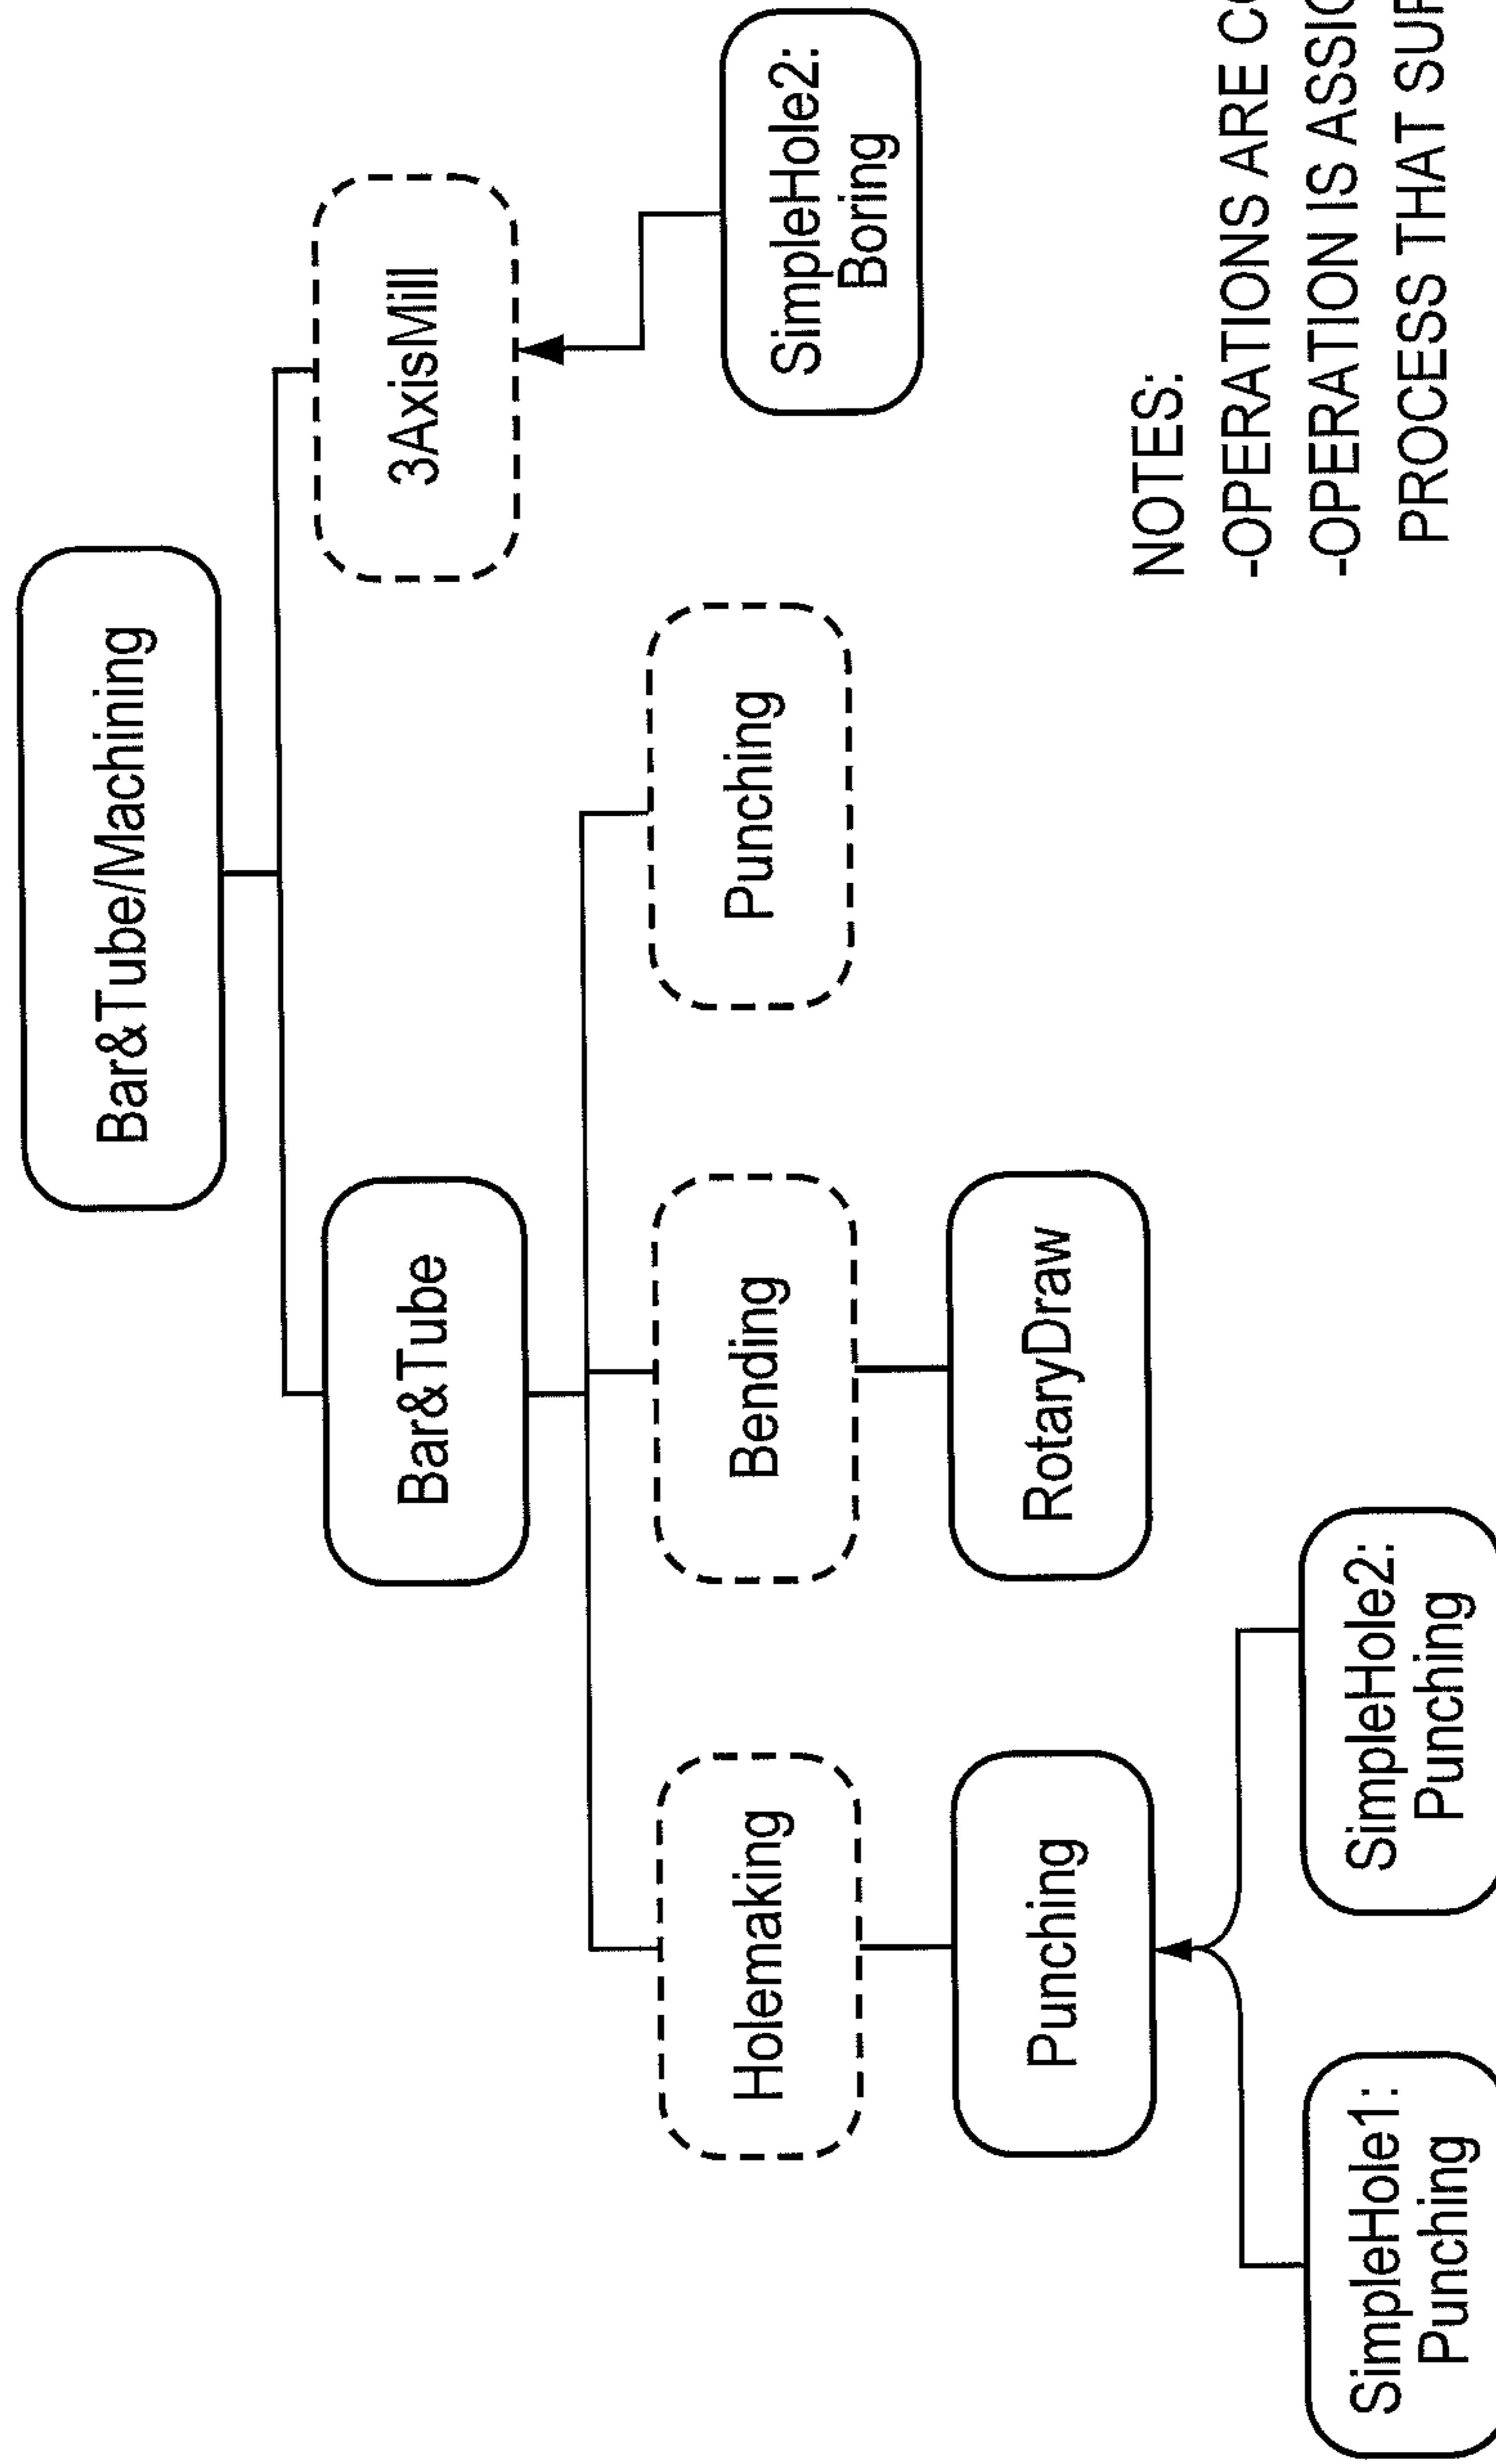 Bar&Tube/Machining
Bar&Tube
3AxisMill
Holemaking
Bending
Punching
SimpleHole2:
Boring
Punching
RotaryDraw
SimpleHole1:
Punching
SimpleHole2:
Punching
NOTES:
-OPERATIONS ARE
-OPERATION IS
PROCESS THAT